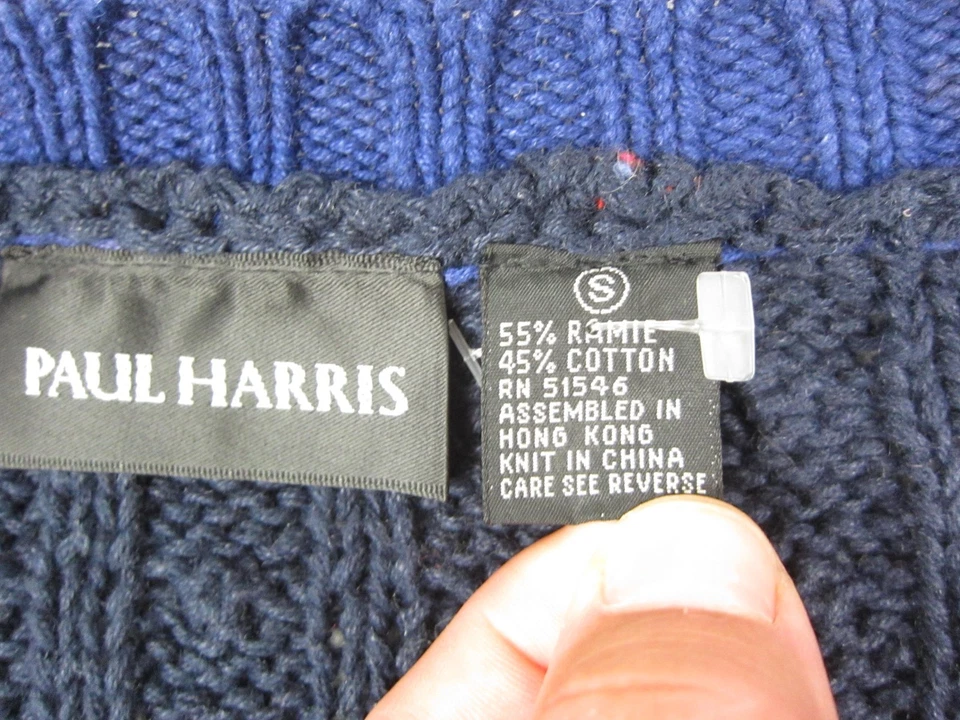 PAUL HARRIS
S
55% RAMIE
45% COTTON
RN 51546
ASSEMBLED IN
HONG KONG
KNIT IN CHINA
CARE SEE REVERSE